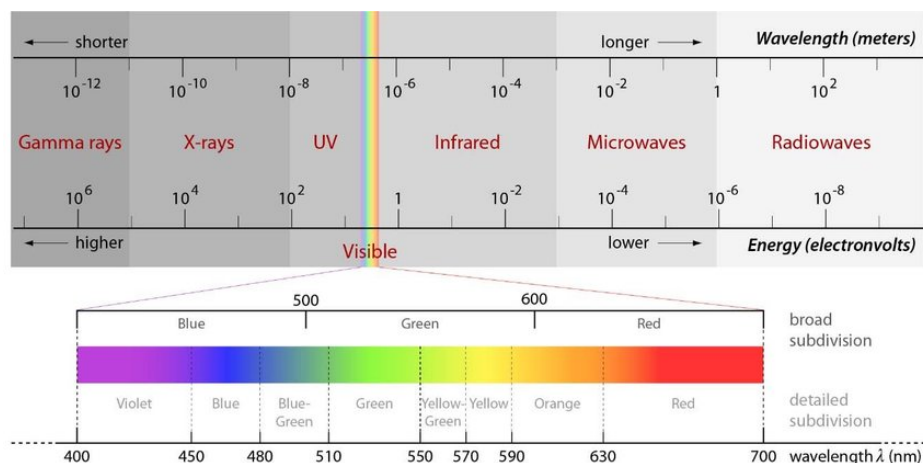 ← shorter longer → Wavelength (meters)
10⁻¹² 10⁻¹⁰ 10⁻⁸ 10⁻⁶ 10⁻⁴ 10⁻² 1 10²
Gamma rays X-rays UV Infrared Microwaves Radiowaves
10⁶ 10⁴ 10² 1 10⁻² 10⁻⁴ 10⁻⁶ 10⁻⁸
← higher Visible lower → Energy (electronvolts)
500 600
Blue Green Red broad
subdivision
Violet Blue Blue- Green Yellow- Yellow Orange Red detailed
Green Green subdivision
400 450 480 510 550 570 590 630 700 wavelength λ (nm)